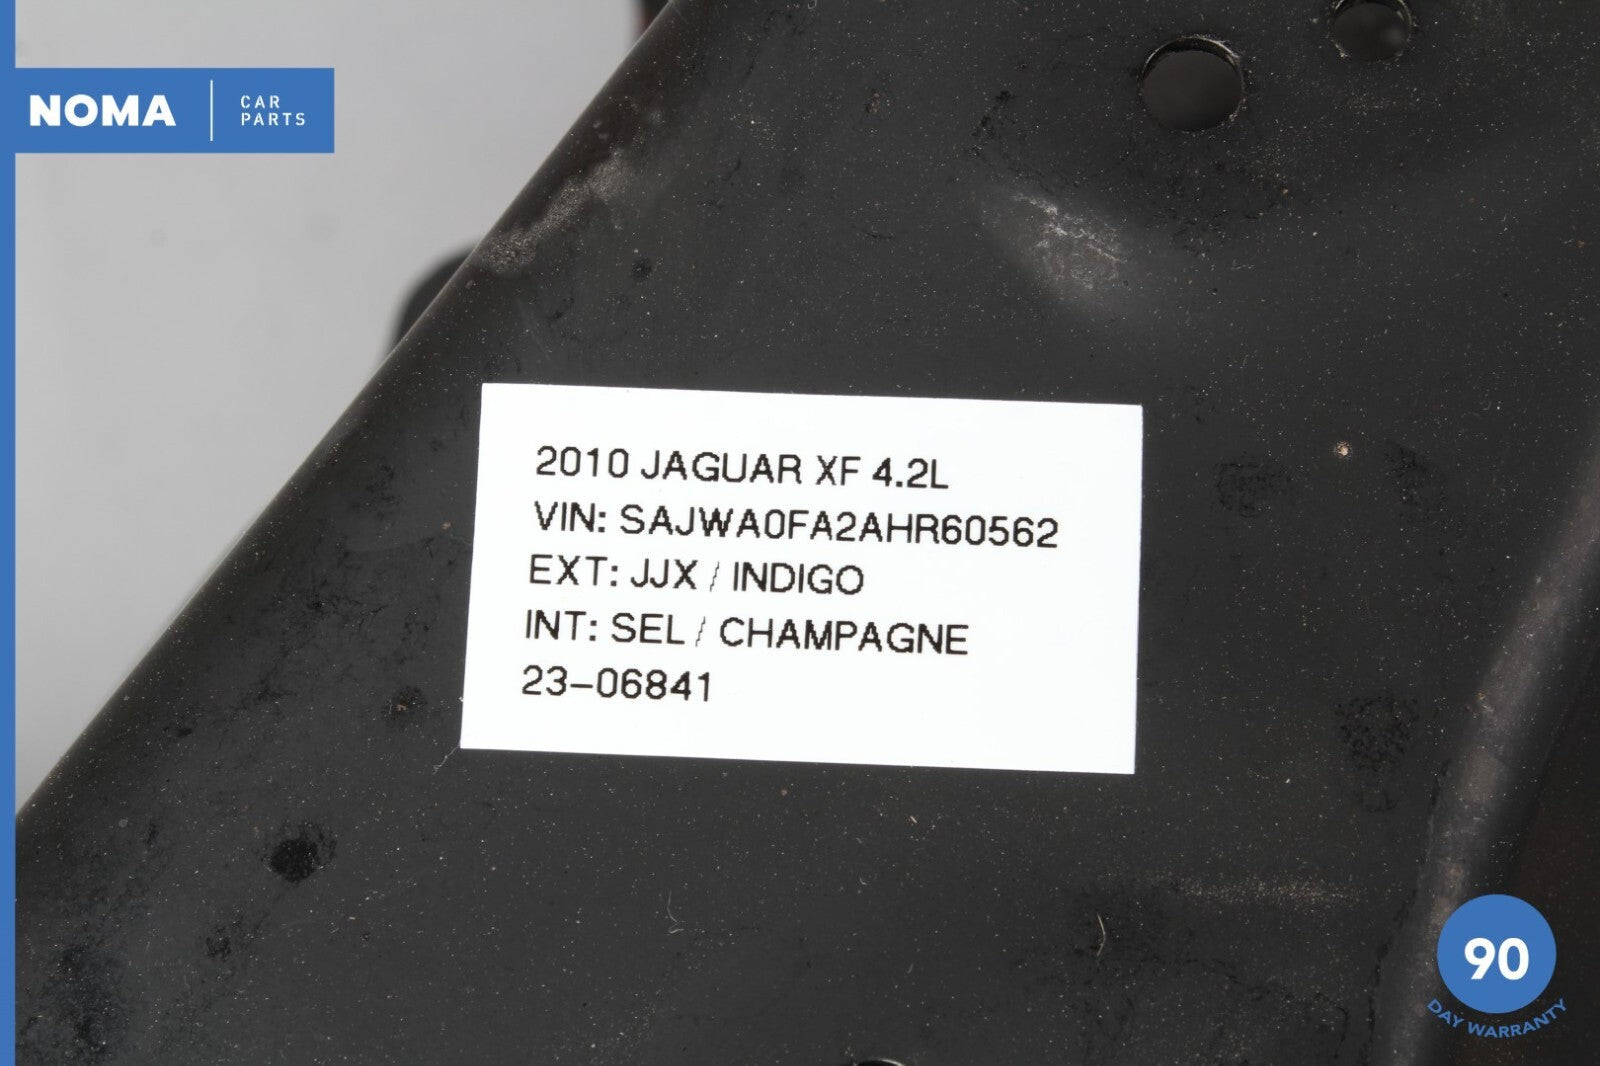 NOMA
CAR
PARTS
2010 JAGUAR XF 4.2L
VIN: SAJWA0FA2AHR60562
EXT: JJX / INDIGO
INT: SEL / CHAMPAGNE
23-06841
90
DAY WARRANTY